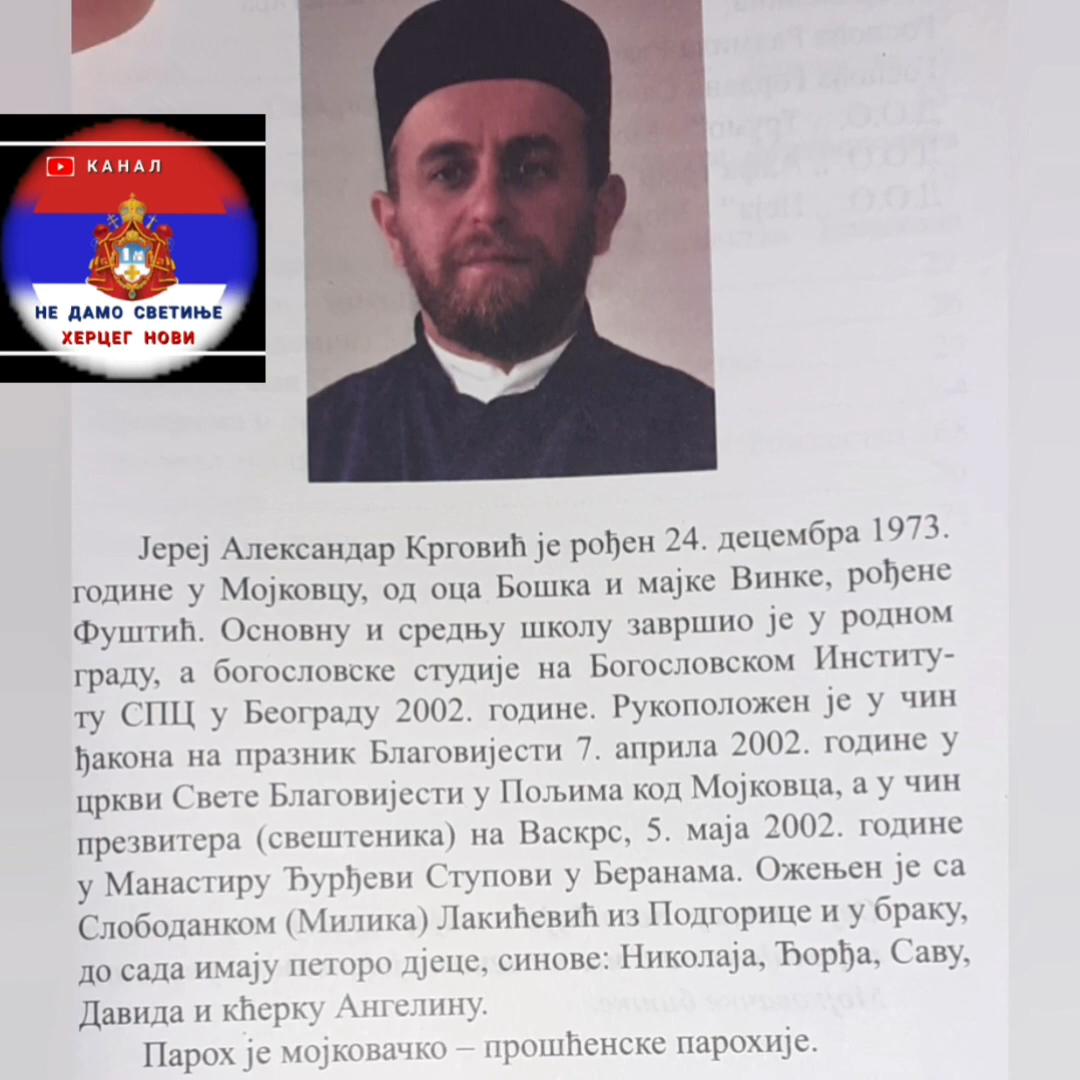 КАНАЛ
НЕ ДАМО СВЕТИЊЕ
ХЕРЦЕГ НОВИ
Јереј Александар Крговић је рођен 24. децембра 1973.
године у Мојковцу, од оца Бошка и мајке Винке, рођене
Фуштић. Основну и средњу школу завршио је у родном
граду, а богословске студије на Богословском Институ-
ту СПЦ у Београду 2002. године. Рукоположен је у чин
ђакона на празник Благовијести 7. априла 2002. године у
цркви Свете Благовијести у Пољима код Мојковца, а у чин
презвитера (свештеника) на Васкрс, 5. маја 2002. године
у Манастиру Ђурђеви Ступови у Беранама. Ожењен је са
Слободанком (Милика) Лакићевић из Подгорице и у браку,
до сада имају петоро дјеце, синове: Николаја, Ђорђа, Саву,
Давида и кћерку Ангелину.
Парох је мојковачко – прошћенске парохије.